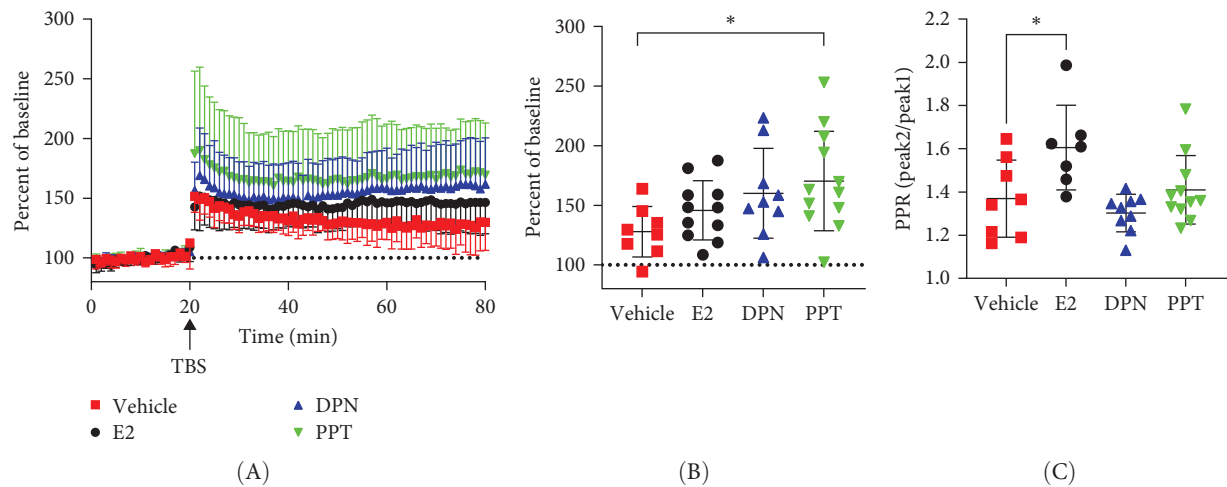 300
250
200
150
100
Percent of baseline
0
20
40
60
80
Time (min)
TBS
Vehicle
E2
DPN
PPT
(A)
300
250
200
150
100
Percent of baseline
*
Vehicle
E2
DPN
PPT
(B)
2.2
2.0
1.8
1.6
1.4
1.2
1.0
PPR (peak2/peak1)
*
Vehicle
E2
DPN
PPT
(C)